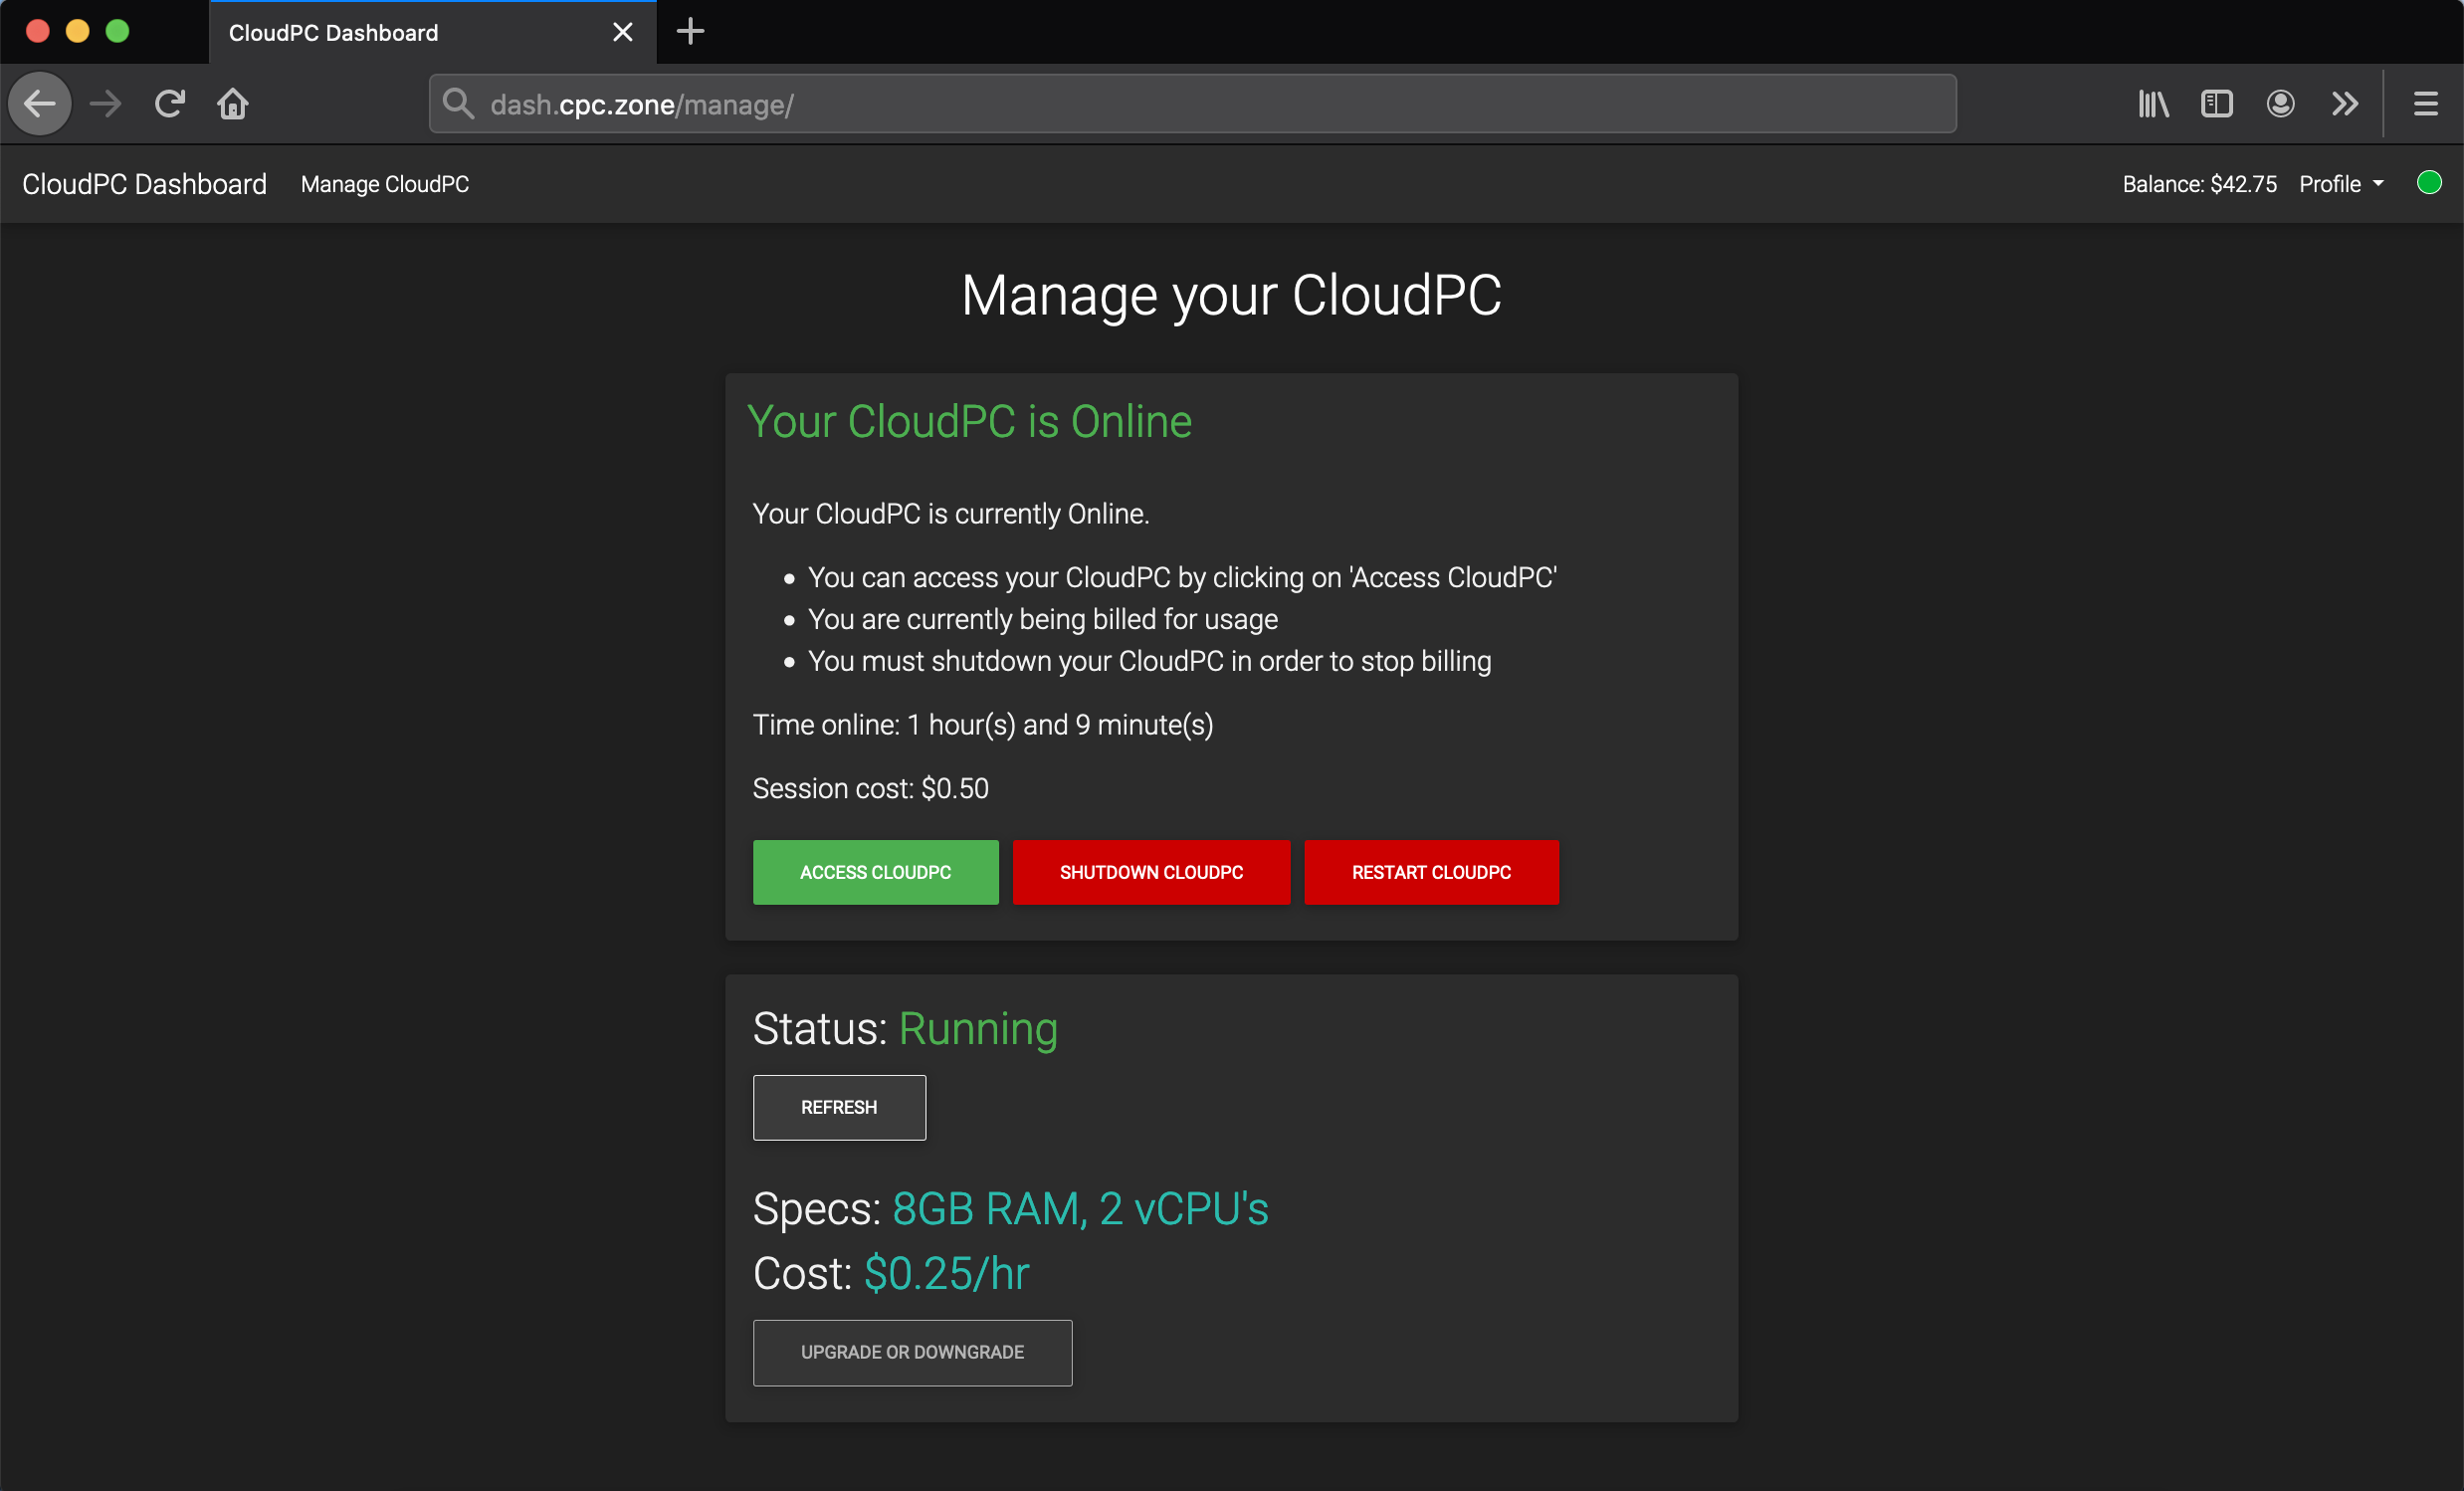 CloudPC Dashboard
dash.cpc.zone/manage/
CloudPC Dashboard Manage CloudPC Balance: $42.75 Profile
Manage your CloudPC
Your CloudPC is Online
Your CloudPC is currently Online.
You can access your CloudPC by clicking on 'Access CloudPC'
You are currently being billed for usage
You must shutdown your CloudPC in order to stop billing
Time online: 1 hour(s) and 9 minute(s)
Session cost: $0.50
ACCESS CLOUDPC SHUTDOWN CLOUDPC RESTART CLOUDPC
Status: Running
REFRESH
Specs: 8GB RAM, 2 vCPU's
Cost: $0.25/hr
UPGRADE OR DOWNGRADE